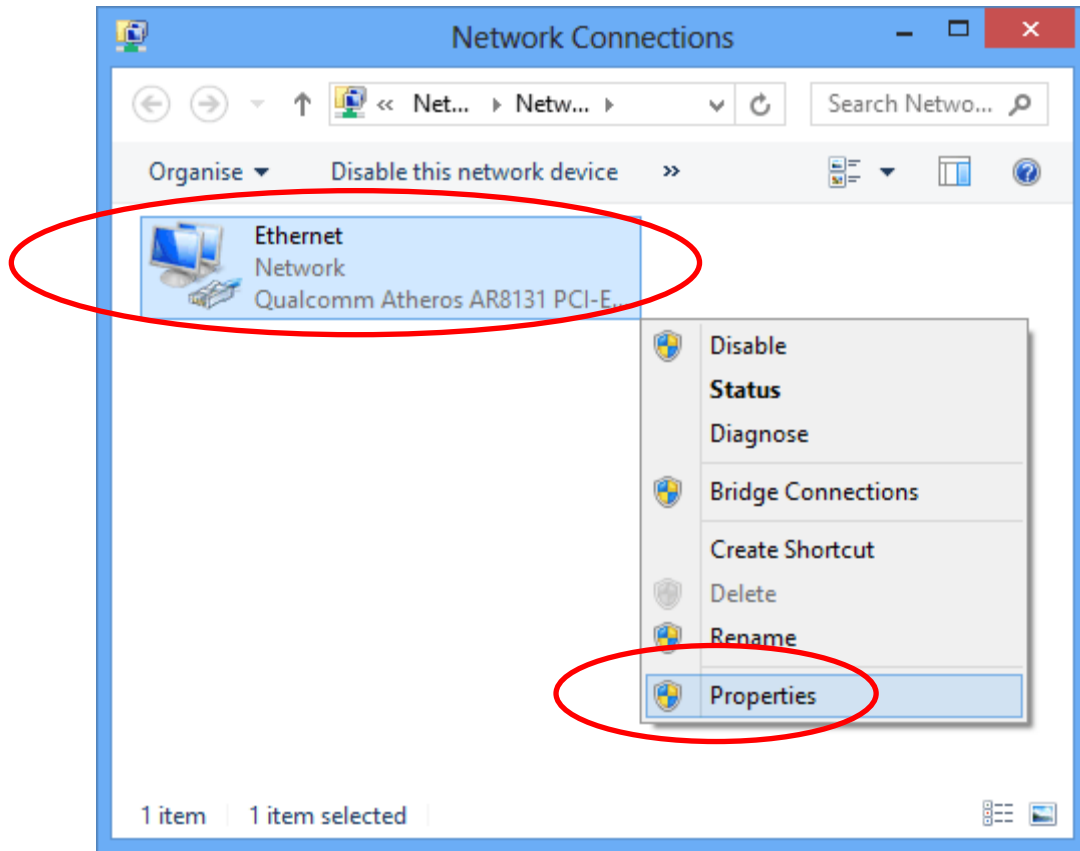 Network Connections
« Net... Netw...
Search Netwo...
Organise
Disable this network device
»
Ethernet
Network
Qualcomm Atheros AR8131 PCI-E...
Disable
Status
Diagnose
Bridge Connections
Create Shortcut
Delete
Rename
Properties
1 item
1 item selected